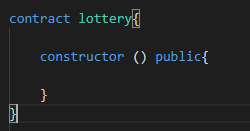 contract lottery{
constructor () public{
}
}